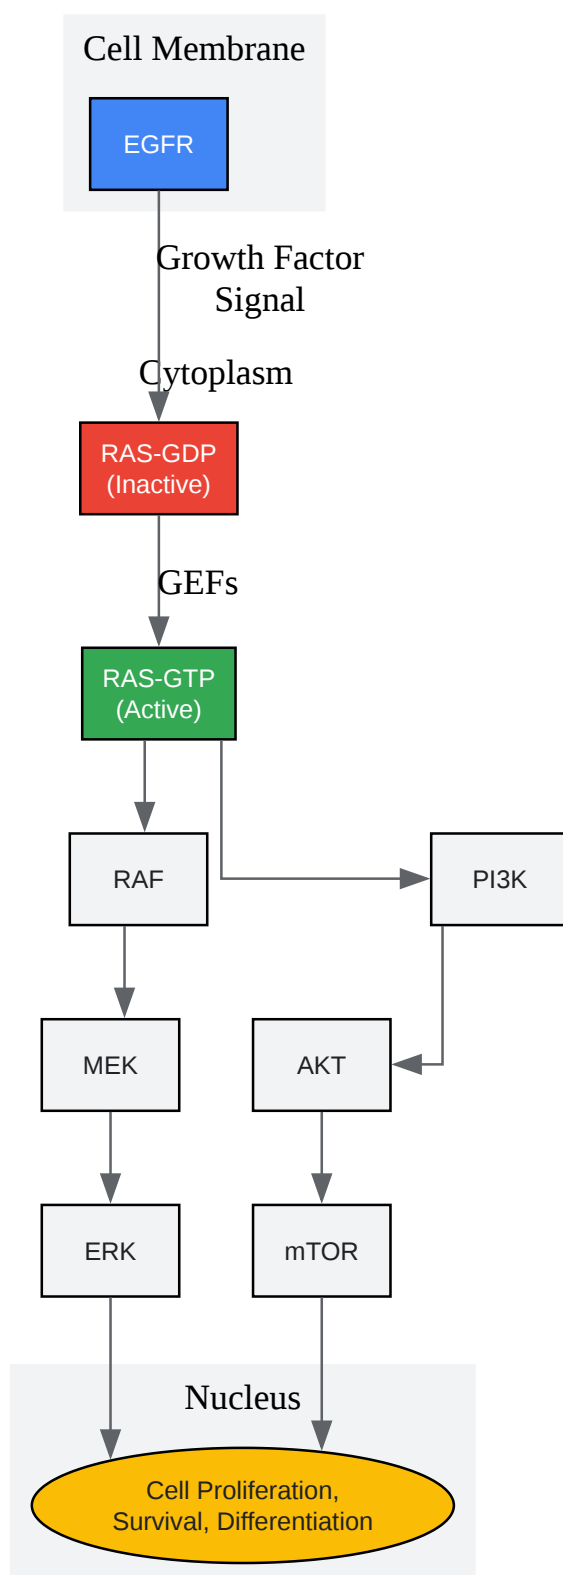 Cell Membrane
EGFR
Growth Factor
Signal
Cytoplasm
RAS-GDP
(Inactive)
GEFs
RAS-GTP
(Active)
RAF
PI3K
MEK
AKT
ERK
mTOR
Nucleus
Cell Proliferation,
Survival, Differentiation